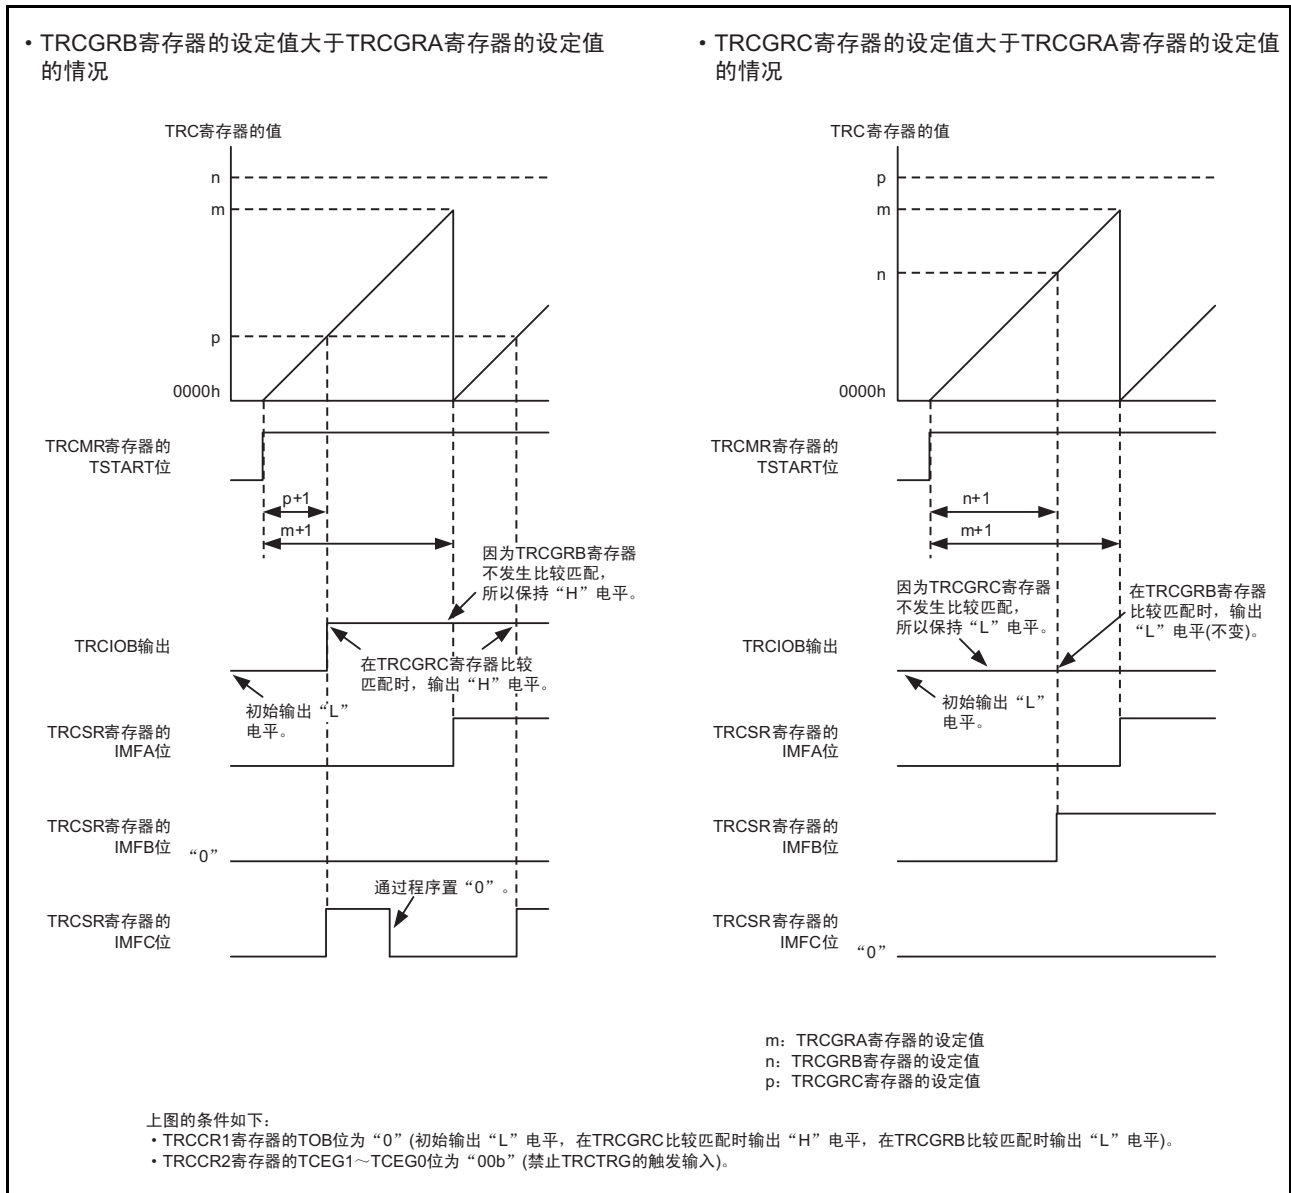 • TRCGRB寄存器的设定值大于TRCGRA寄存器的设定值
的情况
TRC寄存器的值
n
m
p
0000h
TRCMR寄存器的
TSTART位
p+1
m+1
因为TRCGRB寄存器
不发生比较匹配，
所以保持“H”电平。
TRCIOB输出
在TRCGRC寄存器比较
匹配时，输出“H”电平。
初始输出“L”
电平。
TRCSR寄存器的
IMFA位
TRCSR寄存器的
IMFB位
“0”
通过程序置“0”。
TRCSR寄存器的
IMFC位
• TRCGRC寄存器的设定值大于TRCGRA寄存器的设定值
的情况
TRC寄存器的值
p
m
n
0000h
TRCMR寄存器的
TSTART位
n+1
m+1
因为TRCGRC寄存器
不发生比较匹配，
所以保持“L”电平。
在TRCGRB寄存器
比较匹配时，输出
“L”电平(不变)。
TRCIOB输出
初始输出“L”
电平。
TRCSR寄存器的
IMFA位
TRCSR寄存器的
IMFB位
TRCSR寄存器的
IMFC位
“0”
m：TRCGRA寄存器的设定值
n：TRCGRB寄存器的设定值
p：TRCGRC寄存器的设定值
上图的条件如下：
• TRCCR1寄存器的TOB位为“0”(初始输出“L”电平，在TRCGRC比较匹配时输出“H”电平，在TRCGRB比较匹配时输出“L”电平)。
• TRCCR2寄存器的TCEG1～TCEG0位为“00b”(禁止TRCTRG的触发输入)。